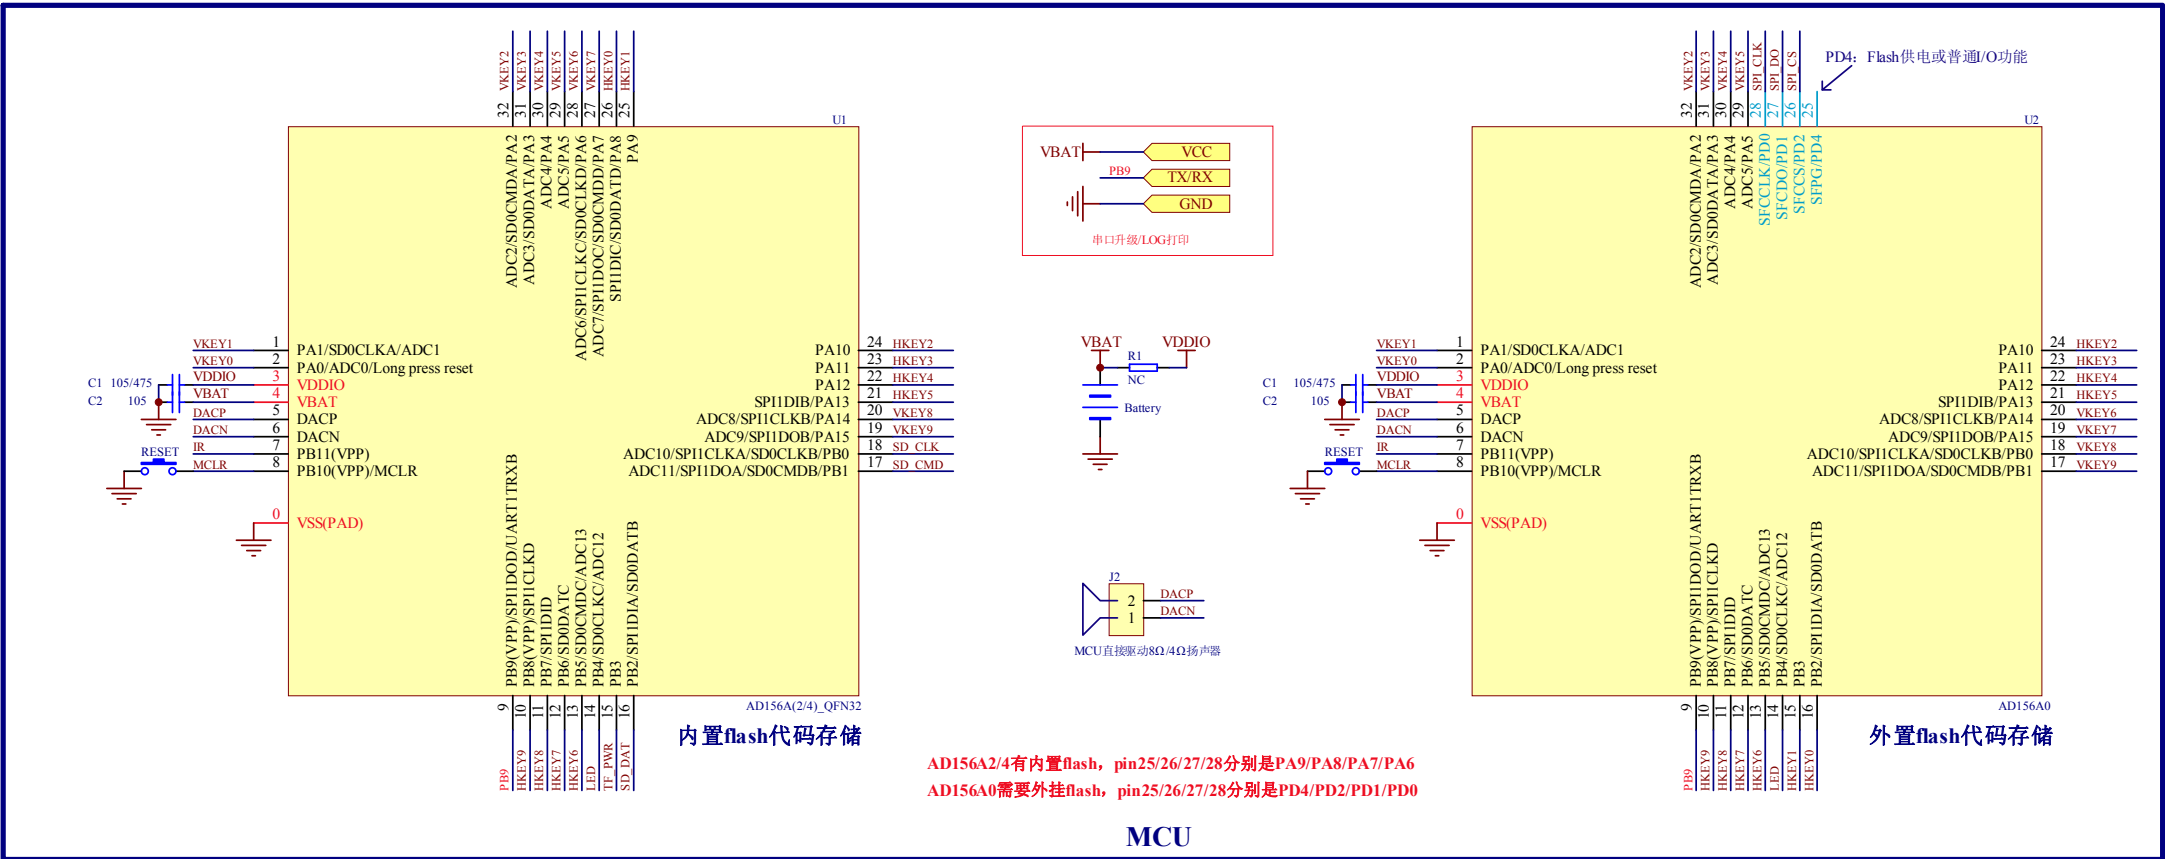 VKEY2
VKEY3
VKEY4
VKEY5
VKEY6
VKEY7
HKEY0
HKEY1
32
31
30
29
28
27
26
25
U1
ADC2/SD0CMDA/PA2
ADC3/SD0DATA/PA3
ADC4/PA4
ADC5/PA5
ADC6/SPI1CLKC/SD0CLKD/PA6
ADC7/SPI1DOC/SD0CMDD/PA7
SPI1DIC/SD0DATD/PA8
PA9
VKEY1 1 PA1/SD0CLKA/ADC1
VKEY0 2 PA0/ADC0/Long press reset
C1 105/475 VDDIO 3 VDDIO
C2 105 VBAT 4 VBAT
DACP 5 DACP
DACN 6 DACN
IR 7 PB11(VPP)
RESET MCLR 8 PB10(VPP)/MCLR
0 VSS(PAD)
PA10 24 HKEY2
PA11 23 HKEY3
PA12 22 HKEY4
SPI1DIB/PA13 21 HKEY5
ADC8/SPI1CLKB/PA14 20 VKEY8
ADC9/SPI1DOB/PA15 19 VKEY9
ADC10/SPI1CLKA/SD0CLKB/PB0 18 SD_CLK
ADC11/SPI1DOA/SD0CMDB/PB1 17 SD_CMD
PB9(VPP)/SPI1DOD/UART1TRXB
PB8(VPP)/SPI1CLKD
PB7/SPI1DID
PB6/SD0DATC
PB5/SD0CMDC/ADC13
PB4/SD0CLKC/ADC12
PB3
PB2/SPI1DIA/SD0DATB
9
10
11
12
13
14
15
16
PB9
HKEY9
HKEY8
HKEY7
HKEY6
LED
TF_PWR
SD_DAT
AD156A(2/4)_QFN32
内置flash代码存储
VBAT VCC
PB9 TX/RX
GND
串口升级/LOG打印
VBAT VDDIO
R1
NC
Battery
J2
2 DACP
1 DACN
MCU直接驱动8Ω/4Ω扬声器
AD156A2/4有内置flash，pin25/26/27/28分别是PA9/PA8/PA7/PA6
AD156A0需要外挂flash，pin25/26/27/28分别是PD4/PD2/PD1/PD0
MCU
VKEY2
VKEY3
VKEY4
VKEY5
SPI_CLK
SPI_DO
SPI_CS
PD4：Flash供电或普通I/O功能
32
31
30
29
28
27
26
25
U2
ADC2/SD0CMDA/PA2
ADC3/SD0DATA/PA3
ADC4/PA4
ADC5/PA5
SFCCLK/PD0
SFCDO/PD1
SFCCS/PD2
SFPG/PD4
VKEY1 1 PA1/SD0CLKA/ADC1
VKEY0 2 PA0/ADC0/Long press reset
C1 105/475 VDDIO 3 VDDIO
C2 105 VBAT 4 VBAT
DACP 5 DACP
DACN 6 DACN
IR 7 PB11(VPP)
RESET MCLR 8 PB10(VPP)/MCLR
0 VSS(PAD)
PA10 24 HKEY2
PA11 23 HKEY3
PA12 22 HKEY4
SPI1DIB/PA13 21 HKEY5
ADC8/SPI1CLKB/PA14 20 VKEY6
ADC9/SPI1DOB/PA15 19 VKEY7
ADC10/SPI1CLKA/SD0CLKB/PB0 18 VKEY8
ADC11/SPI1DOA/SD0CMDB/PB1 17 VKEY9
PB9(VPP)/SPI1DOD/UART1TRXB
PB8(VPP)/SPI1CLKD
PB7/SPI1DID
PB6/SD0DATC
PB5/SD0CMDC/ADC13
PB4/SD0CLKC/ADC12
PB3
PB2/SPI1DIA/SD0DATB
9
10
11
12
13
14
15
16
PB9
HKEY9
HKEY8
HKEY7
HKEY6
LED
HKEY1
HKEY0
AD156A0
外置flash代码存储